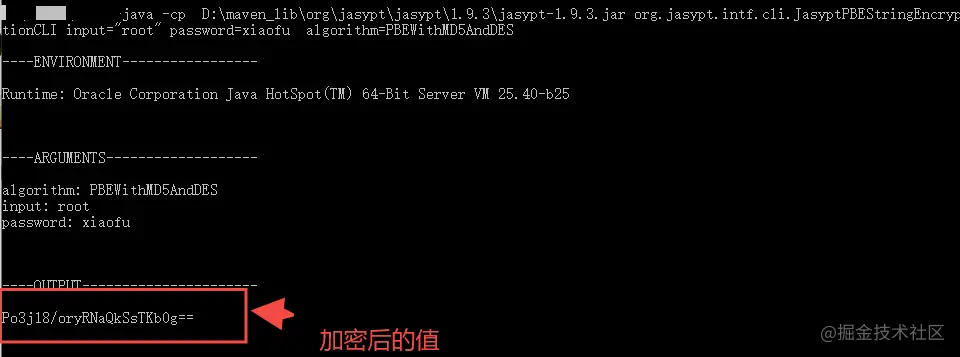 java -cp D:\maven_lib\org\jasypt\jasypt\1.9.3\jasypt-1.9.3.jar org.jasypt.intf.cli.JasyptPBEStringEncryp
tionCLI input="root" password=xiaofu algorithm=PBEWithMD5AndDES
----ENVIRONMENT-----------------
Runtime: Oracle Corporation Java HotSpot(TM) 64-Bit Server VM 25.40-b25
----ARGUMENTS-------------------
algorithm: PBEWithMD5AndDES
input: root
password: xiaofu
----OUTPUT----------------------
Po3j18/oryRNaQkSsTKb0g==
加密后的值
@掘金技术社区